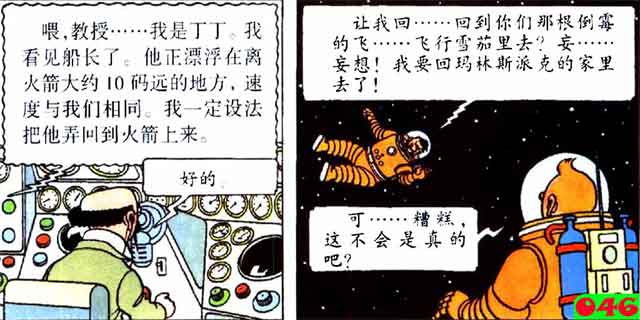 喂,教授……我是丁丁。我
看见船长了。他正漂浮在离
火箭大约10码远的地方,速
度与我们相同。我一定设法
把他弄回到火箭上来。
好的。
让我回……回到你们那根倒霉
的飞……飞行雪茄里去?妄……
妄想!我要回玛林斯派克的家里
去了!
可……糟糕,
这不会是真的
吧?
046